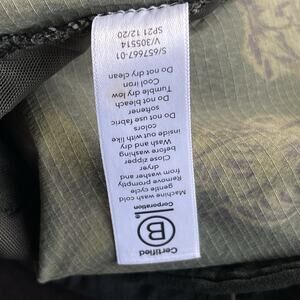 Certified
B
Corporation
Machine wash cold
gentle cycle
Remove promptly
from washer and
dryer
Close zipper
before washing
Wash and dry
inside out with like
colors
Do not use fabric
softener
Do not bleach
Tumble dry low
Cool iron
Do not dry clean
S/657667-01
V/305514
SP21 12/20